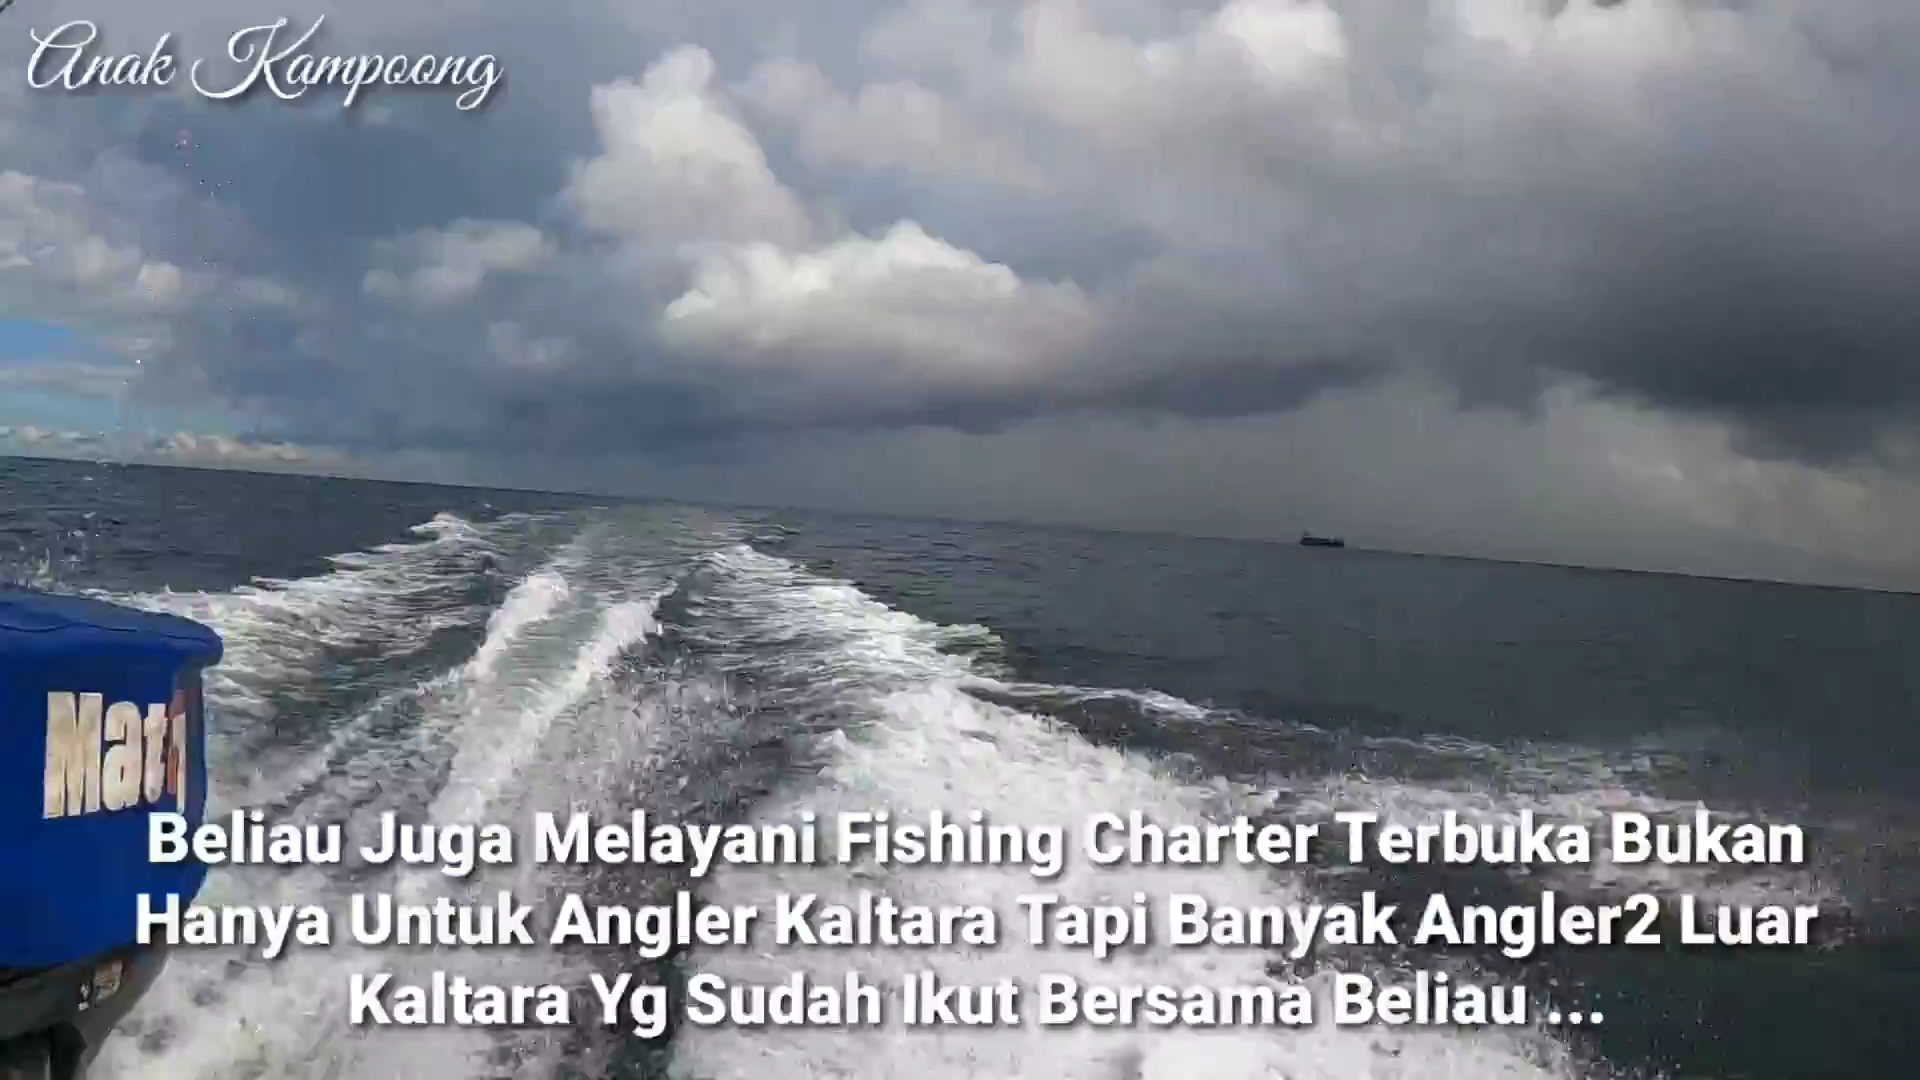 Anak Kampoong
Beliau Juga Melayani Fishing Charter Terbuka Bukan
Hanya Untuk Angler Kaltara Tapi Banyak Angler2 Luar
Kaltara Yg Sudah Ikut Bersama Beliau ...